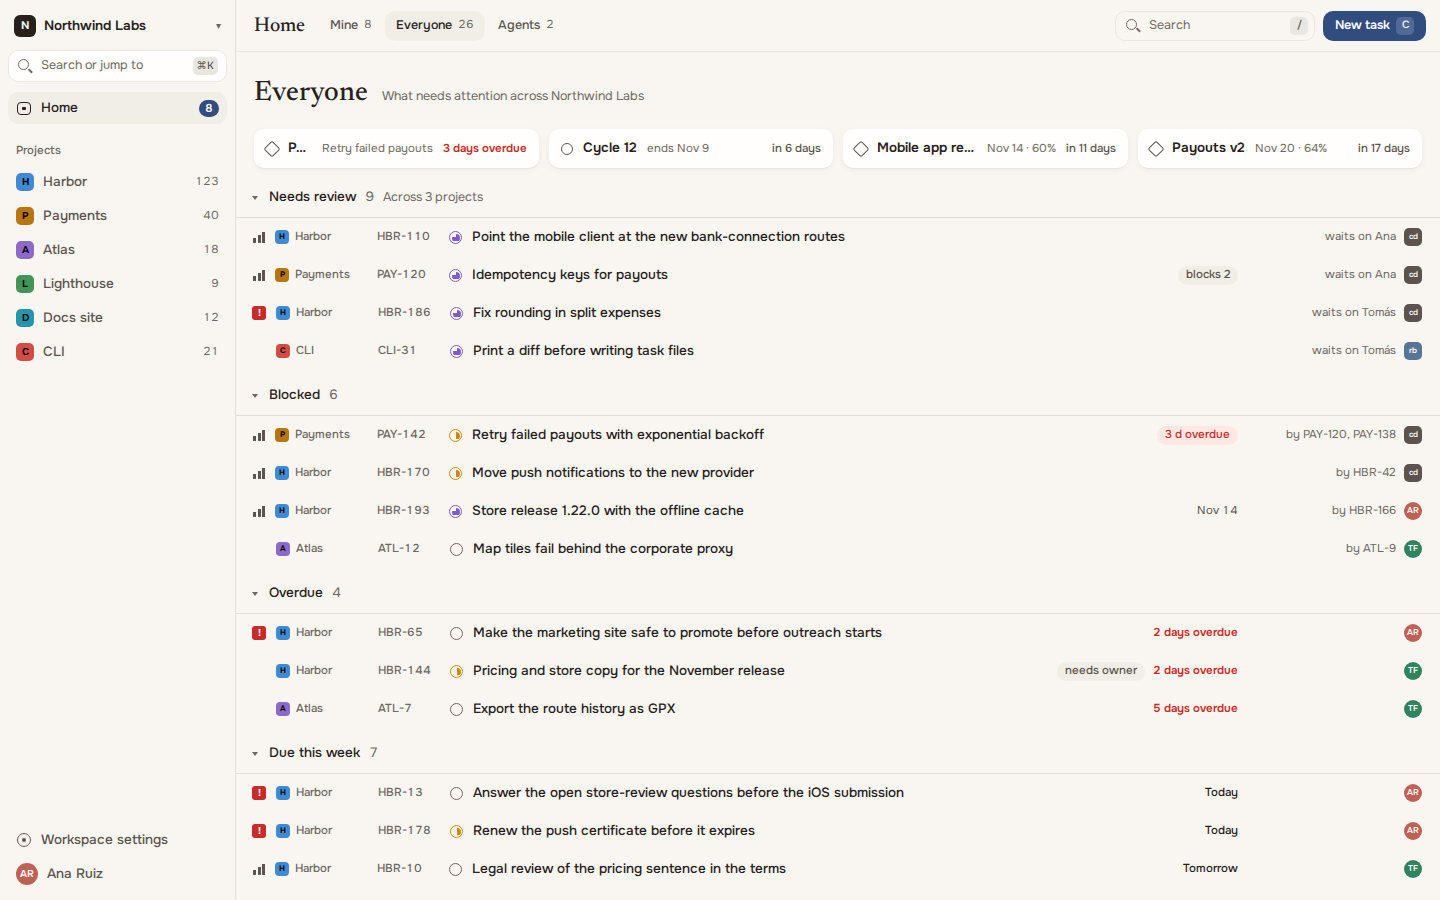 N Northwind Labs
Search or jump to ⌘K
Home 8
Projects
H Harbor 123
P Payments 40
A Atlas 18
L Lighthouse 9
D Docs site 12
C CLI 21
Workspace settings
AR Ana Ruiz
Home Mine 8 Everyone 26 Agents 2 Search / New task C
Everyone What needs attention across Northwind Labs
P... Retry failed payouts 3 days overdue
Cycle 12 ends Nov 9 in 6 days
Mobile app re... Nov 14 · 60% in 11 days
Payouts v2 Nov 20 · 64% in 17 days
Needs review 9 Across 3 projects
H Harbor HBR-110 Point the mobile client at the new bank-connection routes waits on Ana cd
P Payments PAY-120 Idempotency keys for payouts blocks 2 waits on Ana cd
! H Harbor HBR-186 Fix rounding in split expenses waits on Tomás cd
C CLI CLI-31 Print a diff before writing task files waits on Tomás rb
Blocked 6
P Payments PAY-142 Retry failed payouts with exponential backoff 3 d overdue by PAY-120, PAY-138 cd
H Harbor HBR-170 Move push notifications to the new provider by HBR-42 cd
H Harbor HBR-193 Store release 1.22.0 with the offline cache Nov 14 by HBR-166 AR
A Atlas ATL-12 Map tiles fail behind the corporate proxy by ATL-9 TF
Overdue 4
! H Harbor HBR-65 Make the marketing site safe to promote before outreach starts 2 days overdue AR
H Harbor HBR-144 Pricing and store copy for the November release needs owner 2 days overdue TF
A Atlas ATL-7 Export the route history as GPX 5 days overdue TF
Due this week 7
! H Harbor HBR-13 Answer the open store-review questions before the iOS submission Today AR
! H Harbor HBR-178 Renew the push certificate before it expires Today AR
H Harbor HBR-10 Legal review of the pricing sentence in the terms Tomorrow TF